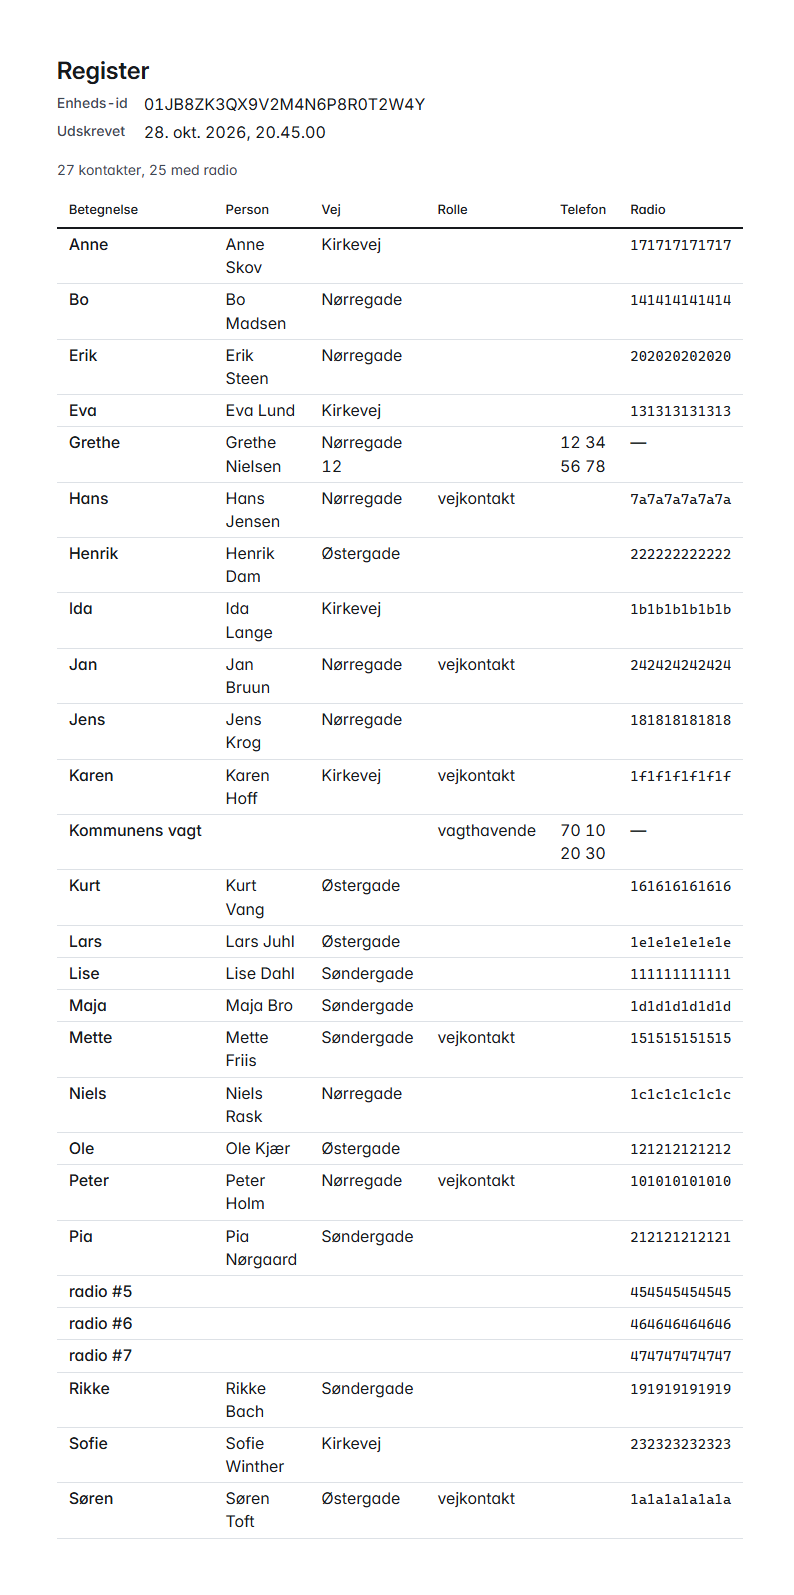 Register
Enheds-id 01JB8ZK3QX9V2M4N6P8R0T2W4Y
Udskrevet 28. okt. 2026, 20.45.00
27 kontakter, 25 med radio
Betegnelse Person Vej Rolle Telefon Radio
Anne Anne Kirkevej 171717171717
Skov
Bo Bo Nørregade 141414141414
Madsen
Erik Erik Nørregade 202020202020
Steen
Eva Eva Lund Kirkevej 131313131313
Grethe Grethe Nørregade 12 34 —
Nielsen 12 56 78
Hans Hans Nørregade vejkontakt 7a7a7a7a7a7a
Jensen
Henrik Henrik Østergade 222222222222
Dam
Ida Ida Kirkevej 1b1b1b1b1b1b
Lange
Jan Jan Nørregade vejkontakt 242424242424
Bruun
Jens Jens Nørregade 181818181818
Krog
Karen Karen Kirkevej vejkontakt 1f1f1f1f1f1f
Hoff
Kommunens vagt vagthavende 70 10 —
20 30
Kurt Kurt Østergade 161616161616
Vang
Lars Lars Juhl Østergade 1e1e1e1e1e1e
Lise Lise Dahl Søndergade 111111111111
Maja Maja Bro Søndergade 1d1d1d1d1d1d
Mette Mette Søndergade vejkontakt 151515151515
Friis
Niels Niels Nørregade 1c1c1c1c1c1c
Rask
Ole Ole Kjær Østergade 121212121212
Peter Peter Nørregade vejkontakt 101010101010
Holm
Pia Pia Søndergade 212121212121
Nørgaard
radio #5 454545454545
radio #6 464646464646
radio #7 474747474747
Rikke Rikke Søndergade 191919191919
Bach
Sofie Sofie Kirkevej 232323232323
Winther
Søren Søren Østergade vejkontakt 1a1a1a1a1a1a
Toft